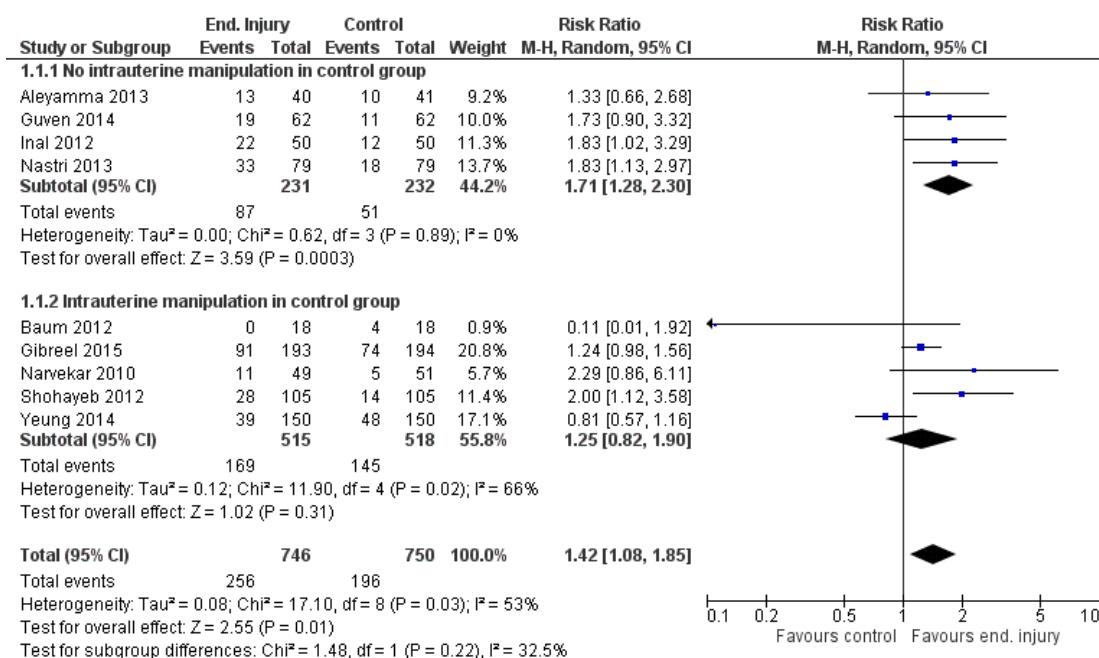 End. Injury Control Risk Ratio Risk Ratio
Study or Subgroup Events Total Events Total Weight M-H, Random, 95% CI M-H, Random, 95% CI
1.1.1 No intrauterine manipulation in control group
Aleyamma 2013 13 40 10 41 9.2% 1.33 [0.66, 2.68]
Guven 2014 19 62 11 62 10.0% 1.73 [0.90, 3.32]
Inal 2012 22 50 12 50 11.3% 1.83 [1.02, 3.29]
Nastri 2013 33 79 18 79 13.7% 1.83 [1.13, 2.97]
Subtotal (95% CI) 231 232 44.2% 1.71 [1.28, 2.30]
Total events 87 51
Heterogeneity: Tau² = 0.00; Chi² = 0.62, df = 3 (P = 0.89); I² = 0%
Test for overall effect: Z = 3.59 (P = 0.0003)
1.1.2 Intrauterine manipulation in control group
Baum 2012 0 18 4 18 0.9% 0.11 [0.01, 1.92]
Gibreel 2015 91 193 74 194 20.8% 1.24 [0.98, 1.56]
Narvekar 2010 11 49 5 51 5.7% 2.29 [0.86, 6.11]
Shohayeb 2012 28 105 14 105 11.4% 2.00 [1.12, 3.58]
Yeung 2014 39 150 48 150 17.1% 0.81 [0.57, 1.16]
Subtotal (95% CI) 515 518 55.8% 1.25 [0.82, 1.90]
Total events 169 145
Heterogeneity: Tau² = 0.12; Chi² = 11.90, df = 4 (P = 0.02); I² = 66%
Test for overall effect: Z = 1.02 (P = 0.31)
Total (95% CI) 746 750 100.0% 1.42 [1.08, 1.85]
Total events 256 196
Heterogeneity: Tau² = 0.08; Chi² = 17.10, df = 8 (P = 0.03); I² = 53%
Test for overall effect: Z = 2.55 (P = 0.01)
Test for subgroup differences: Chi² = 1.48, df = 1 (P = 0.22), I² = 32.5%
0.1 0.2 0.5 1 2 5 10
Favours control Favours end. injury